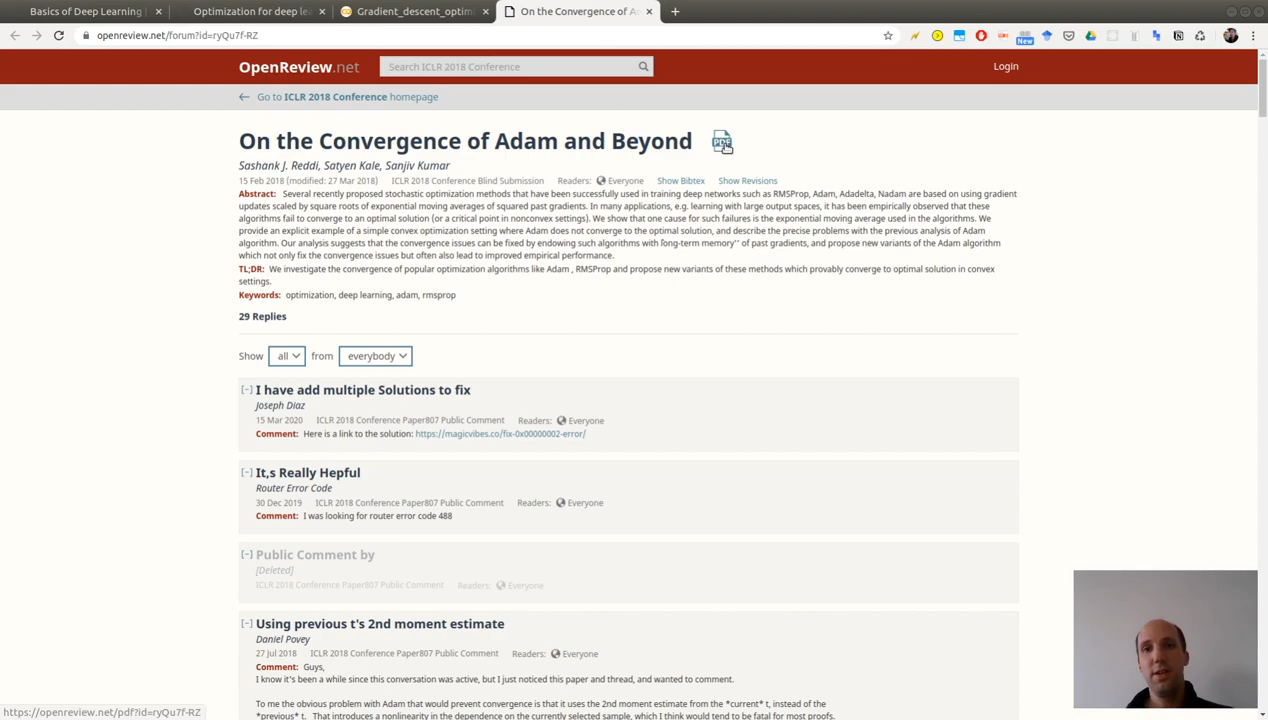 Basics of Deep Learning
Optimization for deep le
Gradient_descent_optim
On the Convergence of A
openreview.net/forum?id=ryQu7f-RZ
New
OpenReview.net
Search ICLR 2018 Conference
Login
Go to ICLR 2018 Conference homepage
On the Convergence of Adam and Beyond
PDF
Sashank J. Reddi, Satyen Kale, Sanjiv Kumar
15 Feb 2018 (modified: 27 Mar 2018) ICLR 2018 Conference Blind Submission Readers: Everyone Show Bibtex Show Revisions
Abstract: Several recently proposed stochastic optimization methods that have been successfully used in training deep networks such as RMSProp, Adam, Adadelta, Nadam are based on using gradient
updates scaled by square roots of exponential moving averages of squared past gradients. In many applications, e.g. learning with large output spaces, it has been empirically observed that these
algorithms fail to converge to an optimal solution (or a critical point in nonconvex settings). We show that one cause for such failures is the exponential moving average used in the algorithms. We
provide an explicit example of a simple convex optimization setting where Adam does not converge to the optimal solution, and describe the precise problems with the previous analysis of Adam
algorithm. Our analysis suggests that the convergence issues can be fixed by endowing such algorithms with ``long-term memory'' of past gradients, and propose new variants of the Adam algorithm
which not only fix the convergence issues but often also lead to improved empirical performance.
TL;DR: We investigate the convergence of popular optimization algorithms like Adam , RMSProp and propose new variants of these methods which provably converge to optimal solution in convex
settings.
Keywords: optimization, deep learning, adam, rmsprop
29 Replies
Show all from everybody
[−] I have add multiple Solutions to fix
Joseph Diaz
15 Mar 2020 ICLR 2018 Conference Paper807 Public Comment Readers: Everyone
Comment: Here is a link to the solution: https://magicvibes.co/fix-0x00000002-error/
[−] It,s Really Hepful
Router Error Code
30 Dec 2019 ICLR 2018 Conference Paper807 Public Comment Readers: Everyone
Comment: I was looking for router error code 488
[−] Public Comment by
[Deleted]
ICLR 2018 Conference Paper807 Public Comment Readers: Everyone
[−] Using previous t's 2nd moment estimate
Daniel Povey
27 Jul 2018 ICLR 2018 Conference Paper807 Public Comment Readers: Everyone
Comment: Guys,
I know it's been a while since this conversation was active, but I just noticed this paper and thread, and wanted to comment.
To me the obvious problem with Adam that would prevent convergence is that it uses the 2nd moment estimate from the *current* t, instead of the
*previous* t. That introduces a nonlinearity in the dependence on the currently selected sample, which I think would tend to be fatal for most proofs.
https://openreview.net/pdf?id=ryQu7f-RZ